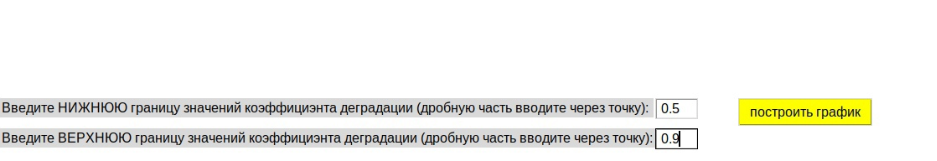 Введите НИЖНЮЮ границу значений коэффициэнта деградации (дробную часть вводите через точку): 0.5
построить график
Введите ВЕРХНЮЮ границу значений коэффициэнта деградации (дробную часть вводите через точку): 0.9